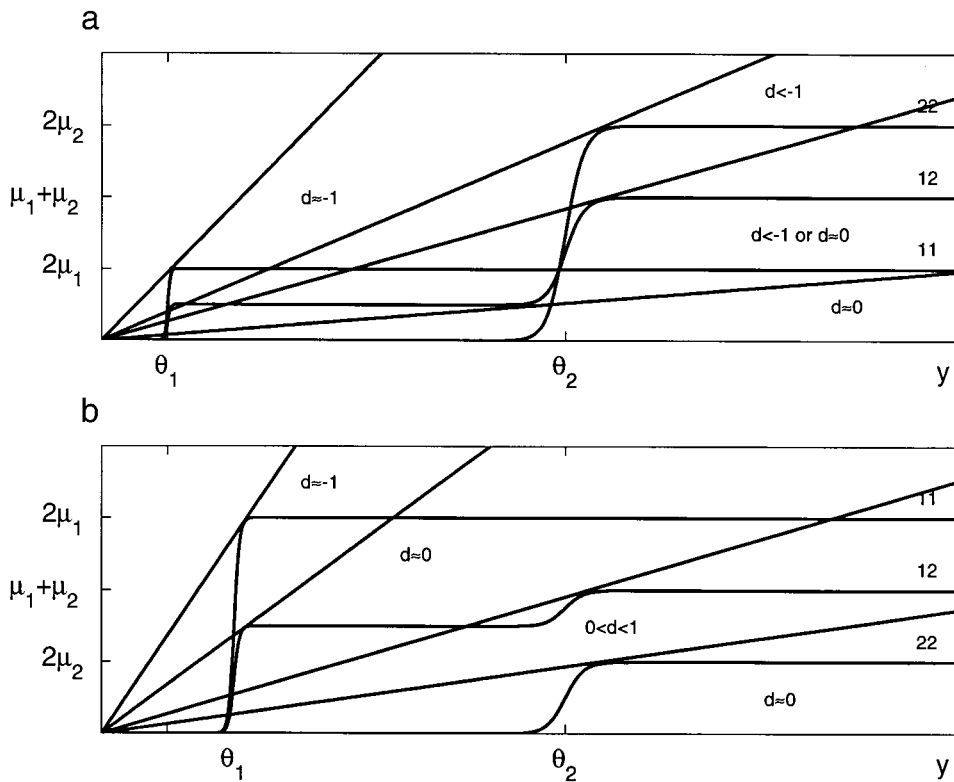 a
2μ₂
μ₁+μ₂
2μ₁
d<-1
22
d≈-1
12
d<-1 or d≈0
11
d≈0
θ₁
θ₂
y
b
2μ₁
μ₁+μ₂
2μ₂
d≈-1
11
d≈0
12
0<d<1
22
d≈0
θ₁
θ₂
y